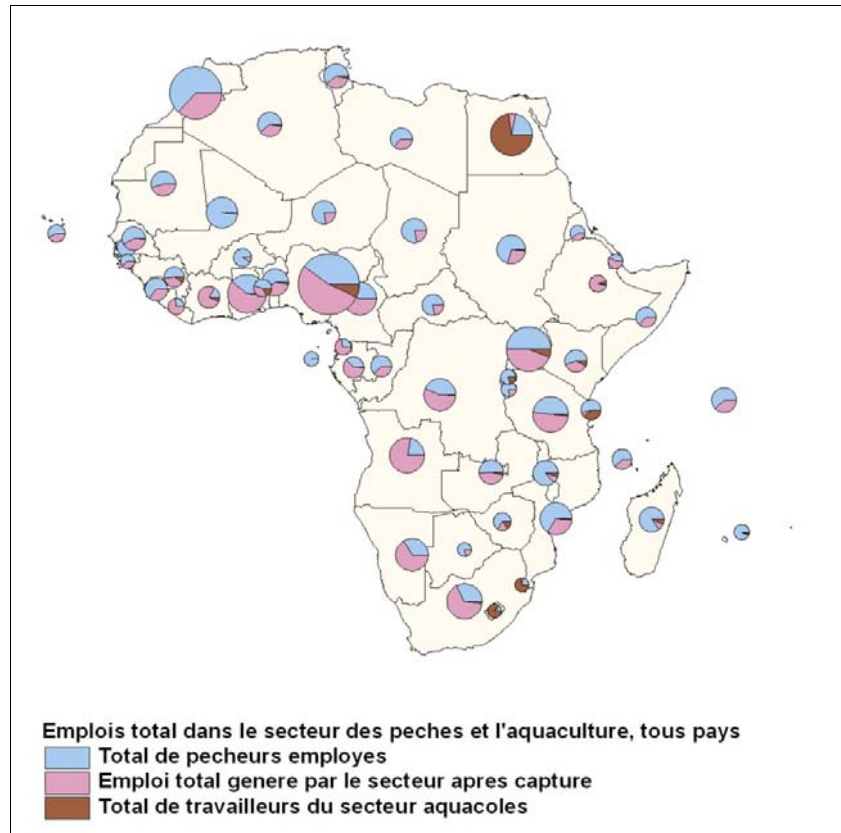 Emplois total dans le secteur des peches et l'aquaculture, tous pays
Total de pecheurs employes
Emploi total genere par le secteur apres capture
Total de travailleurs du secteur aquacoles